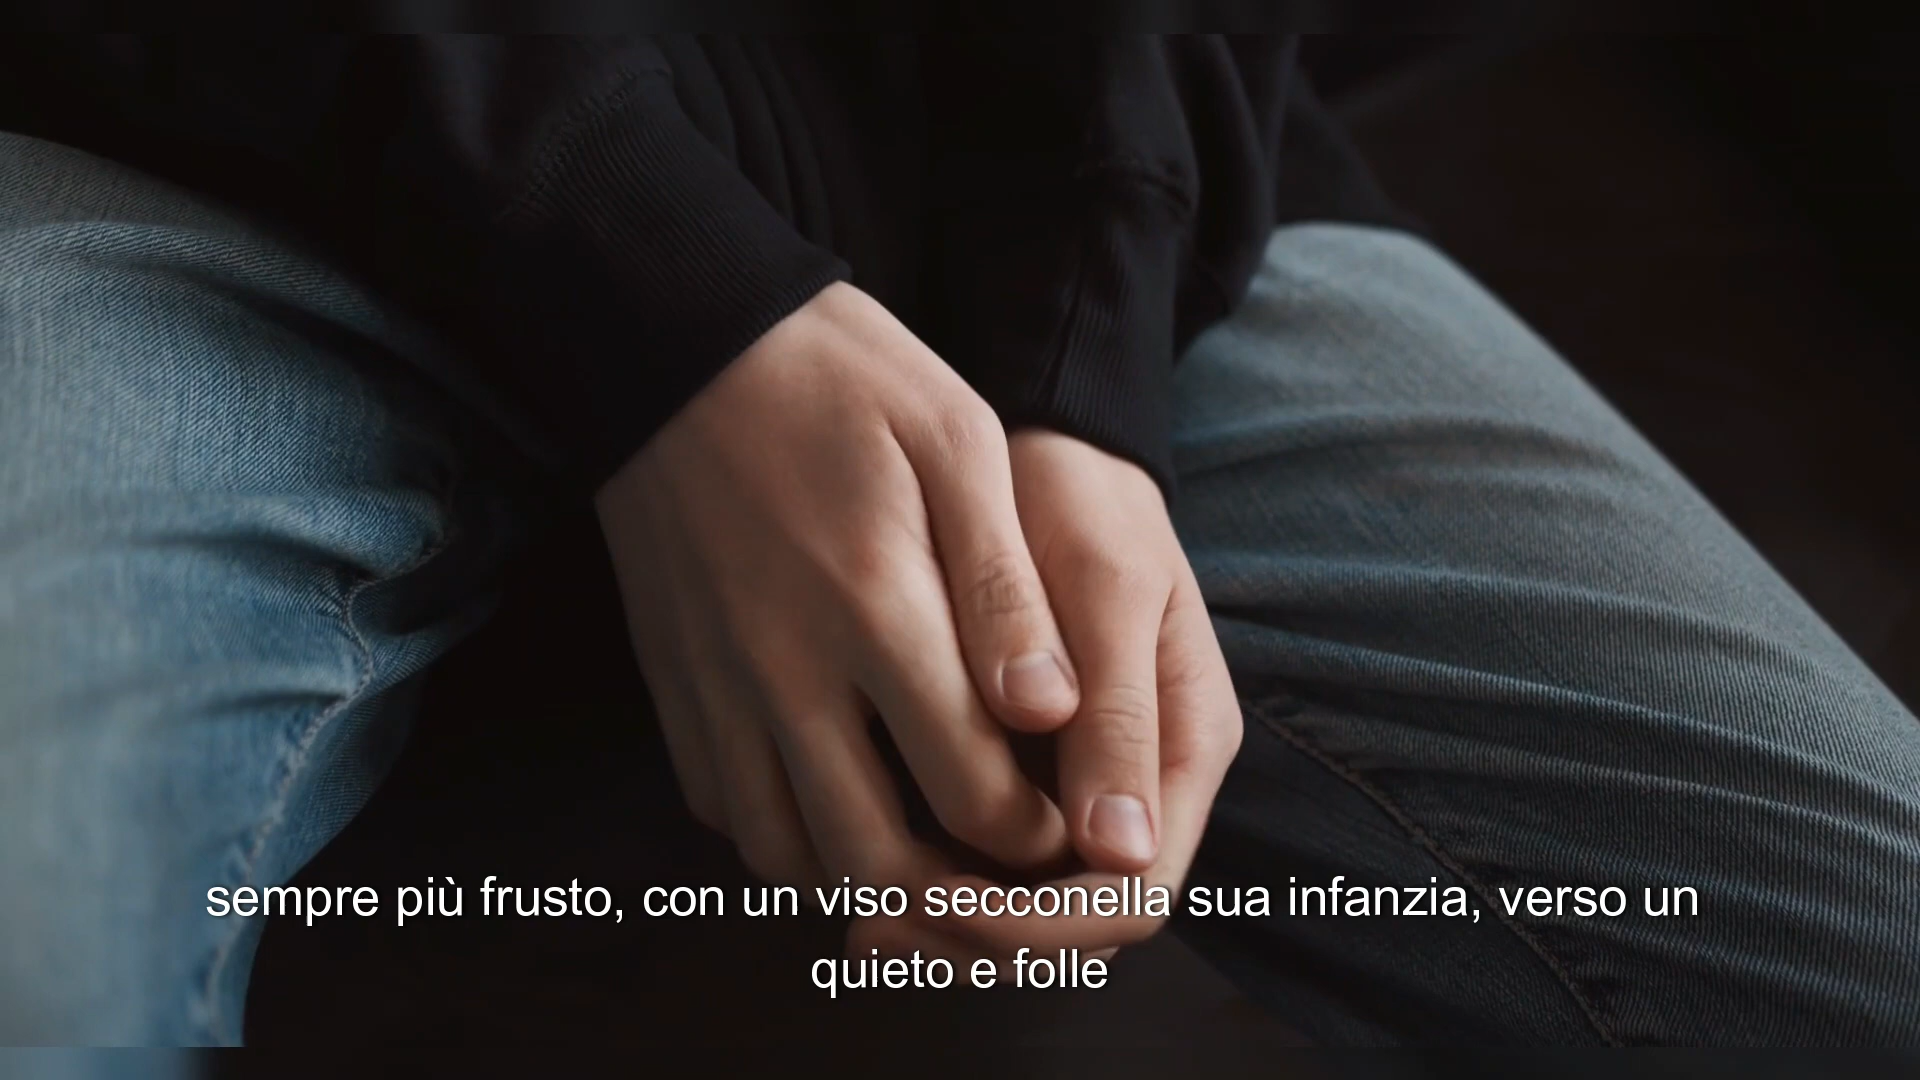 sempre più frusto, con un viso secconella sua infanzia, verso un
quieto e folle